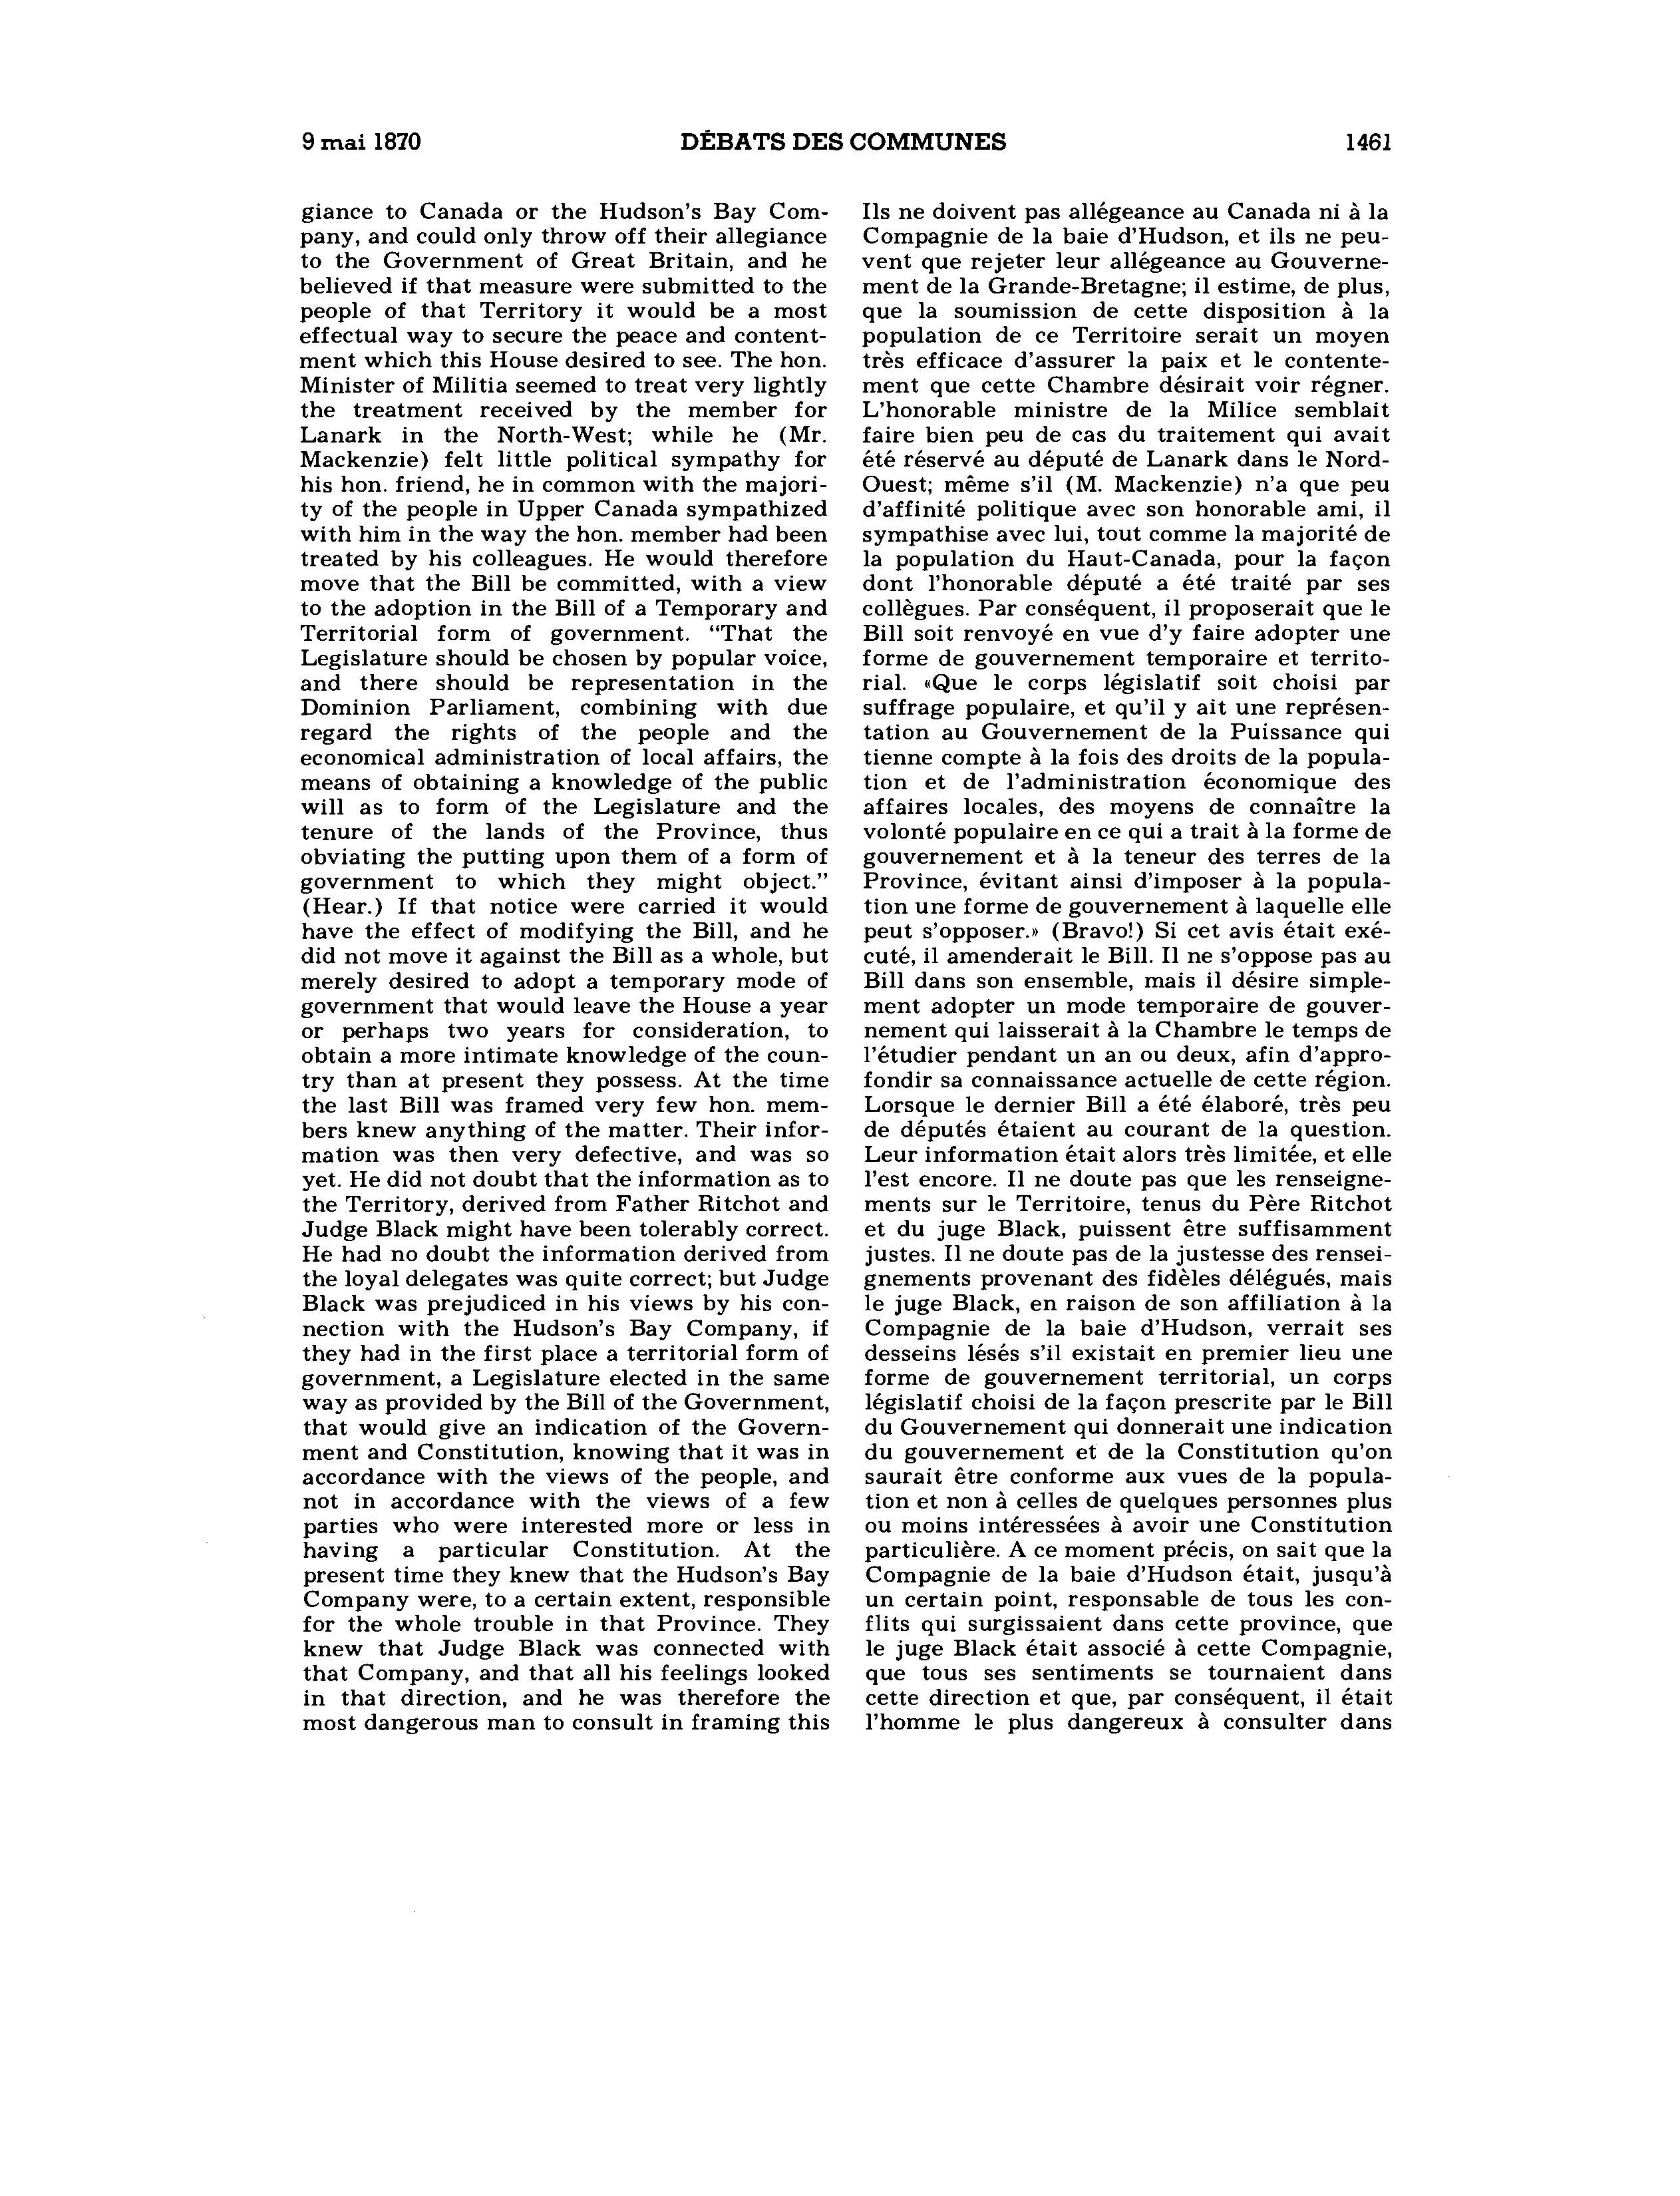 9 mai 1870
DÉBATS DES COMMUNES
1461
giance to Canada or the Hudson's Bay Com-
pany, and could only throw off their allegiance
to the Government of Great Britain, and he
believed if that measure were submitted to the
people of that Territory it would be a most
effectual way to secure the peace and content-
ment which this House desired to see. The hon.
Minister of Militia seemed to treat very lightly
the treatment received by the member for
Lanark in the North-West; while he (Mr.
Mackenzie) felt little political sympathy for
his hon. friend, he in common with the majori-
ty of the people in Upper Canada sympathized
with him in the way the hon. member had been
treated by his colleagues. He would therefore
move that the Bill be committed, with a view
to the adoption in the Bill of a Temporary and
Territorial form of government. “That the
Legislature should be chosen by popular voice,
and there should be representation in the
Dominion Parliament, combining with due
regard the rights of the people and the
economical administration of local affairs, the
means of obtaining a knowledge of the public
will as to form of the Legislature and the
tenure of the lands of the Province, thus
obviating the putting upon them of a form of
government to which they might object.”
(Hear.) If that notice were carried it would
have the effect of modifying the Bill, and he
did not move it against the Bill as a whole, but
merely desired to adopt a temporary mode of
government that would leave the House a year
or perhaps two years for consideration, to
obtain a more intimate knowledge of the coun-
try than at present they possess. At the time
the last Bill was framed very few hon. mem-
bers knew anything of the matter. Their infor-
mation was then very defective, and was so
yet. He did not doubt that the information as to
the Territory, derived from Father Ritchot and
Judge Black might have been tolerably correct.
He had no doubt the information derived from
the loyal delegates was quite correct; but Judge
Black was prejudiced in his views by his con-
nection with the Hudson's Bay Company, if
they had in the first place a territorial form of
government, a Legislature elected in the same
way as provided by the Bill of the Government,
that would give an indication of the Govern-
ment and Constitution, knowing that it was in
accordance with the views of the people, and
not in accordance with the views of a few
parties who were interested more or less in
having a particular Constitution. At the
present time they knew that the Hudson's Bay
Company were, to a certain extent, responsible
for the whole trouble in that Province. They
knew that Judge Black was connected with
that Company, and that all his feelings looked
in that direction, and he was therefore the
most dangerous man to consult in framing this
Ils ne doivent pas allégeance au Canada ni à la
Compagnie de la baie d'Hudson, et ils ne peu-
vent que rejeter leur allégeance au Gouverne-
ment de la Grande-Bretagne; il estime, de plus,
que la soumission de cette disposition à la
population de ce Territoire serait un moyen
très efficace d'assurer la paix et le contente-
ment que cette Chambre désirait voir régner.
L'honorable ministre de la Milice semblait
faire bien peu de cas du traitement qui avait
été réservé au député de Lanark dans le Nord-
Ouest; même s'il (M. Mackenzie) n'a que peu
d'affinité politique avec son honorable ami, il
sympathise avec lui, tout comme la majorité de
la population du Haut-Canada, pour la façon
dont l'honorable député a été traité par ses
collègues. Par conséquent, il proposerait que le
Bill soit renvoyé en vue d'y faire adopter une
forme de gouvernement temporaire et territo-
rial. «Que le corps législatif soit choisi par
suffrage populaire, et qu'il y ait une représen-
tation au Gouvernement de la Puissance qui
tienne compte à la fois des droits de la popula-
tion et de l'administration économique des
affaires locales, des moyens de connaître la
volonté populaire en ce qui a trait à la forme de
gouvernement et à la teneur des terres de la
Province, évitant ainsi d'imposer à la popula-
tion une forme de gouvernement à laquelle elle
peut s'opposer.» (Bravo!) Si cet avis était exé-
cuté, il amenderait le Bill. Il ne s'oppose pas au
Bill dans son ensemble, mais il désire simple-
ment adopter un mode temporaire de gouver-
nement qui laisserait à la Chambre le temps de
l'étudier pendant un an ou deux, afin d'appro-
fondir sa connaissance actuelle de cette région.
Lorsque le dernier Bill a été élaboré, très peu
de députés étaient au courant de la question.
Leur information était alors très limitée, et elle
l'est encore. Il ne doute pas que les renseigne-
ments sur le Territoire, tenus du Père Ritchot
et du juge Black, puissent être suffisamment
justes. Il ne doute pas de la justesse des rensei-
gnements provenant des fidèles délégués, mais
le juge Black, en raison de son affiliation à la
Compagnie de la baie d'Hudson, verrait ses
desseins lésés s'il existait en premier lieu une
forme de gouvernement territorial, un corps
législatif choisi de la façon prescrite par le Bill
du Gouvernement qui donnerait une indication
du gouvernement et de la Constitution qu'on
saurait être conforme aux vues de la popula-
tion et non à celles de quelques personnes plus
ou moins intéressées à avoir une Constitution
particulière. A ce moment précis, on sait que la
Compagnie de la baie d'Hudson était, jusqu'à
un certain point, responsable de tous les con-
flits qui surgissaient dans cette province, que
le juge Black était associé à cette Compagnie,
que tous ses sentiments se tournaient dans
cette direction et que, par conséquent, il était
l'homme le plus dangereux à consulter dans